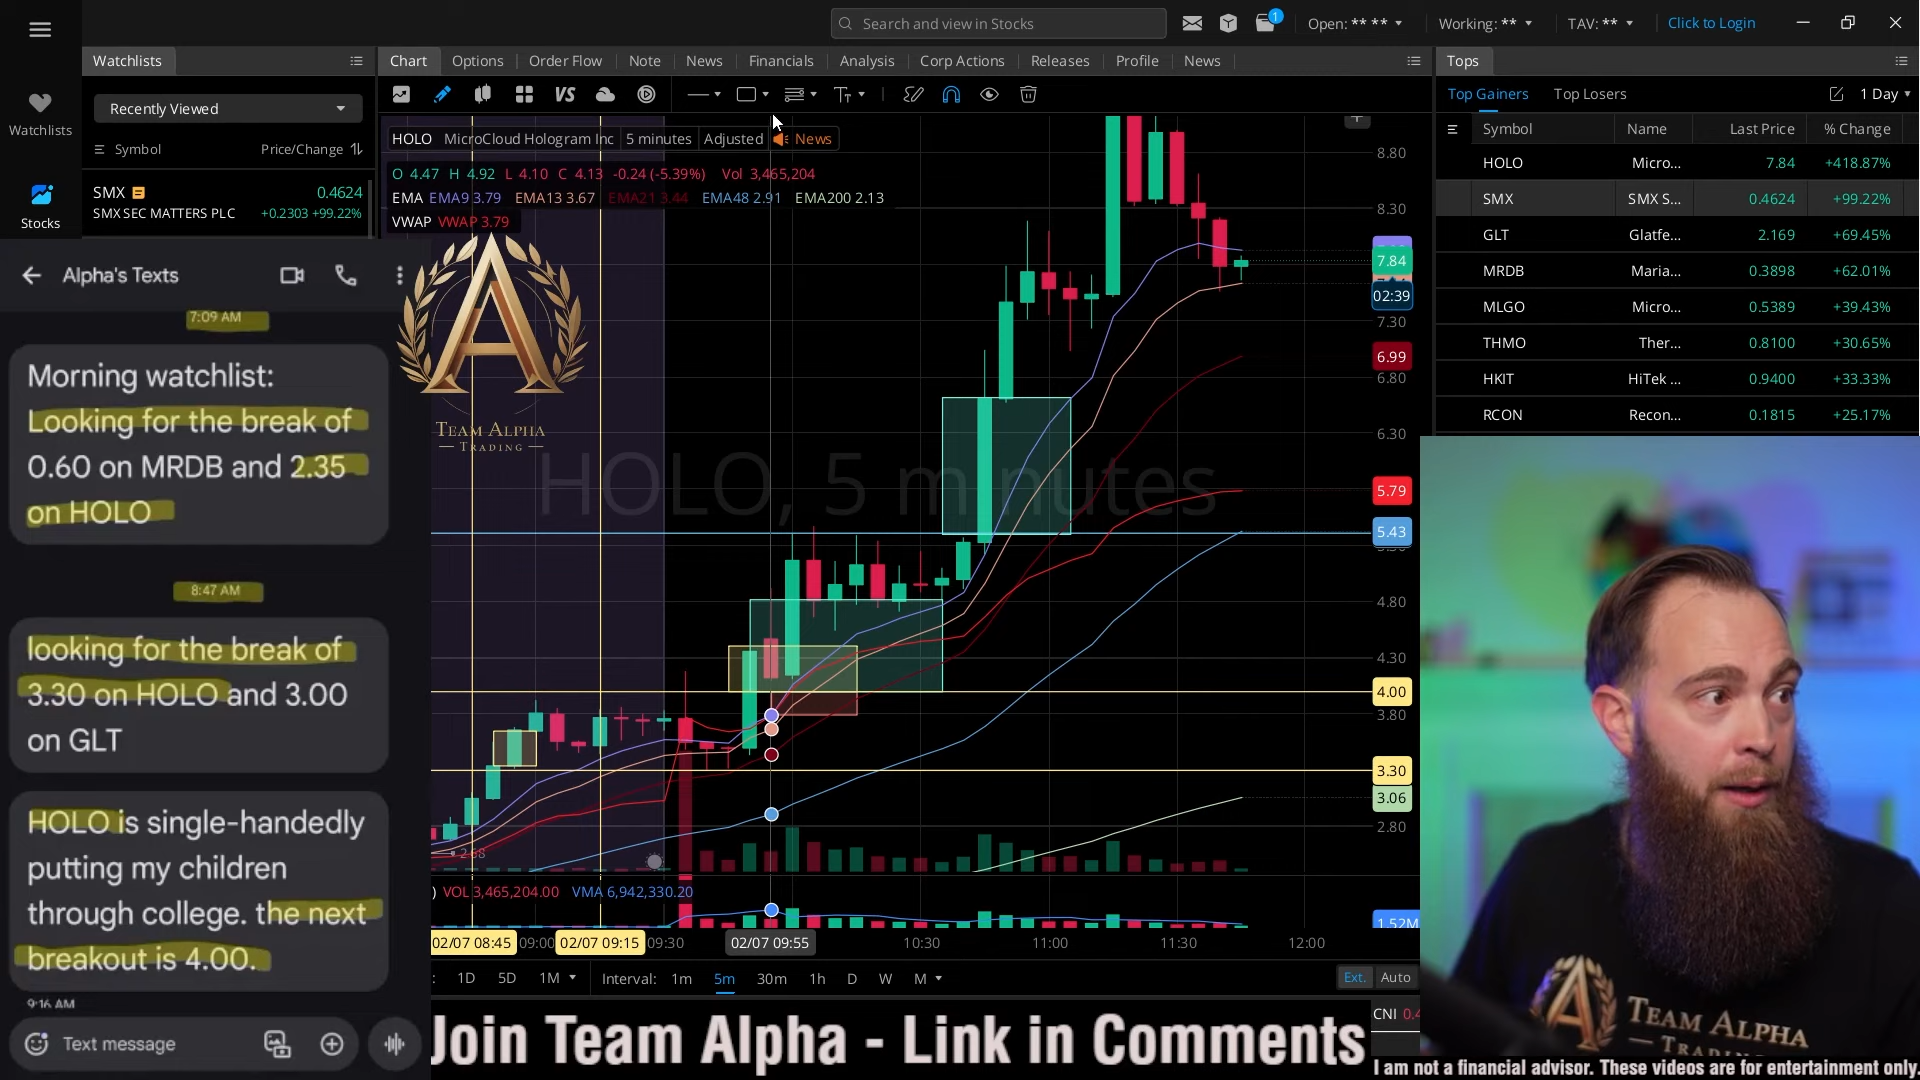 Search and view in Stocks
1
Open: ** **
Working: **
TAV: **
Click to Login
Watchlists
Stocks
Watchlists
Recently Viewed
Symbol
Price/Change
SMX
0.4624
SMX SEC MATTERS PLC
+0.2303 +99.22%
Chart
Options
Order Flow
Note
News
Financials
Analysis
Corp Actions
Releases
Profile
News
VS
HOLO MicroCloud Hologram Inc 5 minutes Adjusted News
O 4.47 H 4.92 L 4.10 C 4.13 -0.24 (-5.39%) Vol 3,465,204
EMA EMA9 3.79 EMA13 3.67 EMA21 3.44 EMA48 2.91 EMA200 2.13
VWAP VWAP 3.79
HOLO, 5 minutes
8.80
8.30
7.84
02:39
7.30
6.99
6.80
6.30
5.79
5.43
4.80
4.30
4.00
3.80
3.30
3.06
2.80
2.68
VOL 3,465,204.00 VMA 6,942,330.20
1.52M
02/07 08:45
09:00
02/07 09:15
09:30
02/07 09:55
10:30
11:00
11:30
12:00
1D
5D
1M
Interval:
1m
5m
30m
1h
D
W
M
Ext.
Auto
Tops
Top Gainers
Top Losers
1 Day
Symbol Name Last Price % Change
HOLO Micro... 7.84 +418.87%
SMX SMX S... 0.4624 +99.22%
GLT Glatfe... 2.169 +69.45%
MRDB Maria... 0.3898 +62.01%
MLGO Micro... 0.5389 +39.43%
THMO Ther... 0.8100 +30.65%
HKIT HiTek ... 0.9400 +33.33%
RCON Recon... 0.1815 +25.17%
Alpha's Texts
7:09 AM
Morning watchlist:
Looking for the break of
0.60 on MRDB and 2.35
on HOLO
8:47 AM
looking for the break of
3.30 on HOLO and 3.00
on GLT
HOLO is single-handedly
putting my children
through college. the next
breakout is 4.00.
9:16 AM
Text message
A
TEAM ALPHA
TRADING
TEAM ALPHA
CNI
Join Team Alpha - Link in Comments
I am not a financial advisor. These videos are for entertainment only.